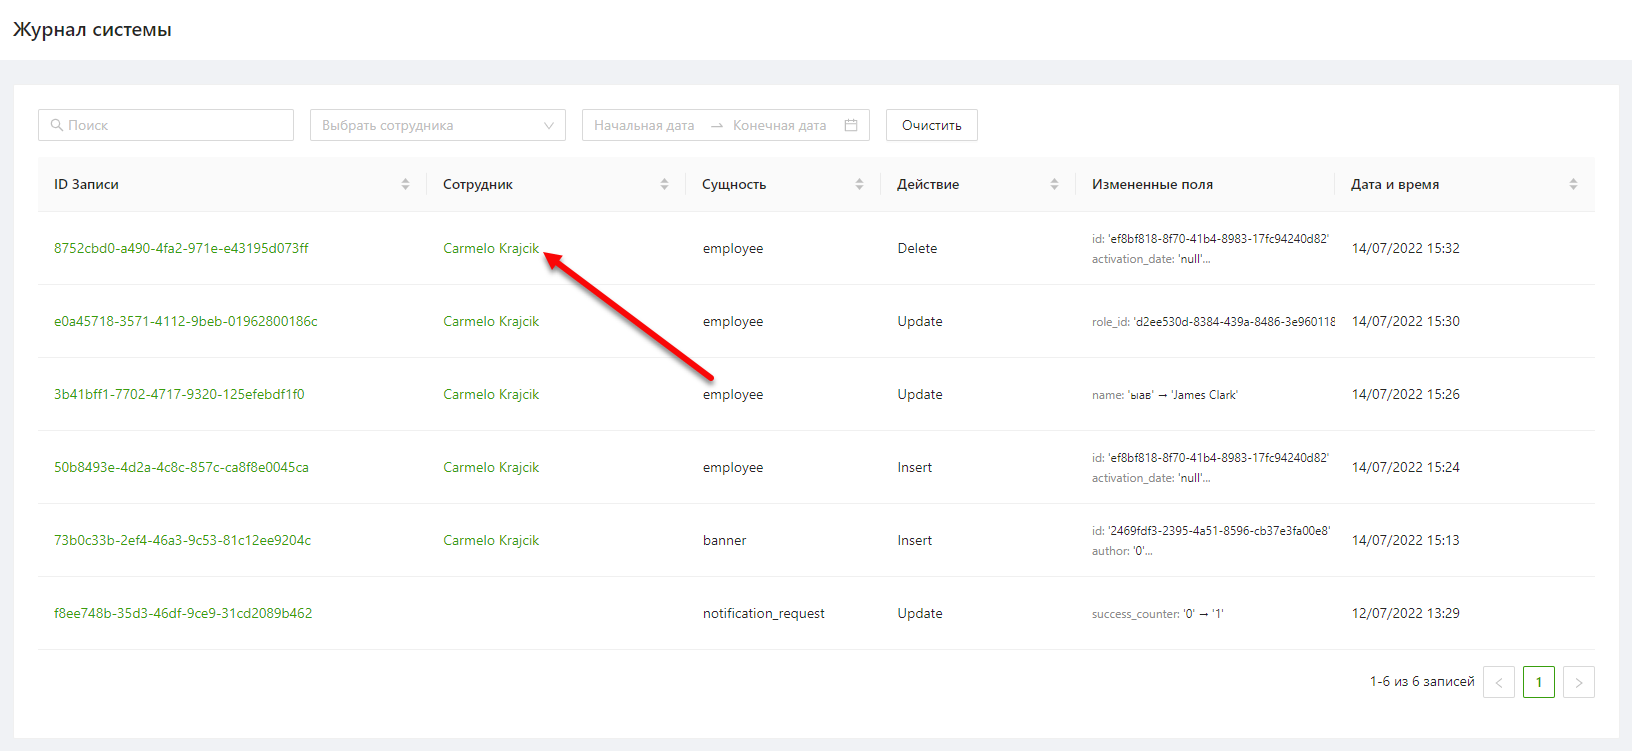 Журнал системы
Поиск
Выбрать сотрудника
Начальная дата → Конечная дата
Очистить
ID Записи Сотрудник Сущность Действие Измененные поля Дата и время
8752cbd0-a490-4fa2-971e-e43195d073ff Carmelo Krajcik employee Delete id: 'ef8bf818-8f70-41b4-8983-17fc94240d82' 14/07/2022 15:32
activation_date: 'null'...
e0a45718-3571-4112-9beb-01962800186c Carmelo Krajcik employee Update role_id: 'd2ee530d-8384-439a-8486-3e960118 14/07/2022 15:30
3b41bff1-7702-4717-9320-125efebdf1f0 Carmelo Krajcik employee Update name: 'ыав' → 'James Clark' 14/07/2022 15:26
50b8493e-4d2a-4c8c-857c-ca8f8e0045ca Carmelo Krajcik employee Insert id: 'ef8bf818-8f70-41b4-8983-17fc94240d82' 14/07/2022 15:24
activation_date: 'null'...
73b0c33b-2ef4-46a3-9c53-81c12ee9204c Carmelo Krajcik banner Insert id: '2469fdf3-2395-4a51-8596-cb37e3fa00e8' 14/07/2022 15:13
author: '0'...
f8ee748b-35d3-46df-9ce9-31cd2089b462 notification_request Update success_counter: '0' → '1' 12/07/2022 13:29
1-6 из 6 записей < 1 >